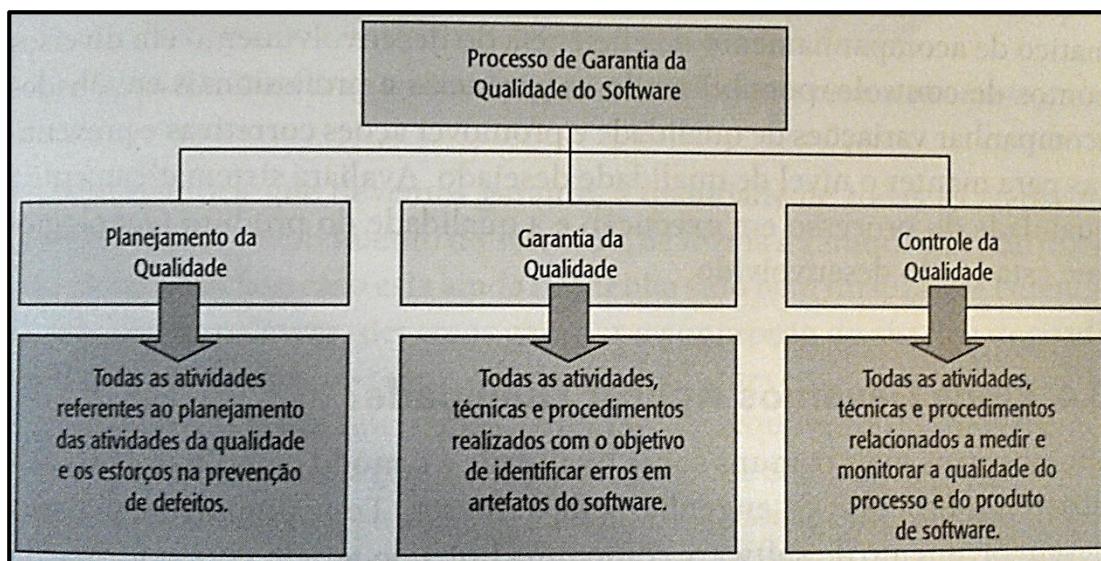 Processo de Garantia da
Qualidade do Software
Planejamento da
Qualidade
Garantia da
Qualidade
Controle da
Qualidade
Todas as atividades
referentes ao planejamento
das atividades da qualidade
e os esforços na prevenção
de defeitos.
Todas as atividades,
técnicas e procedimentos
realizados com o objetivo
de identificar erros em
artefatos do software.
Todas as atividades,
técnicas e procedimentos
relacionados a medir e
monitorar a qualidade do
processo e do produto
de software.